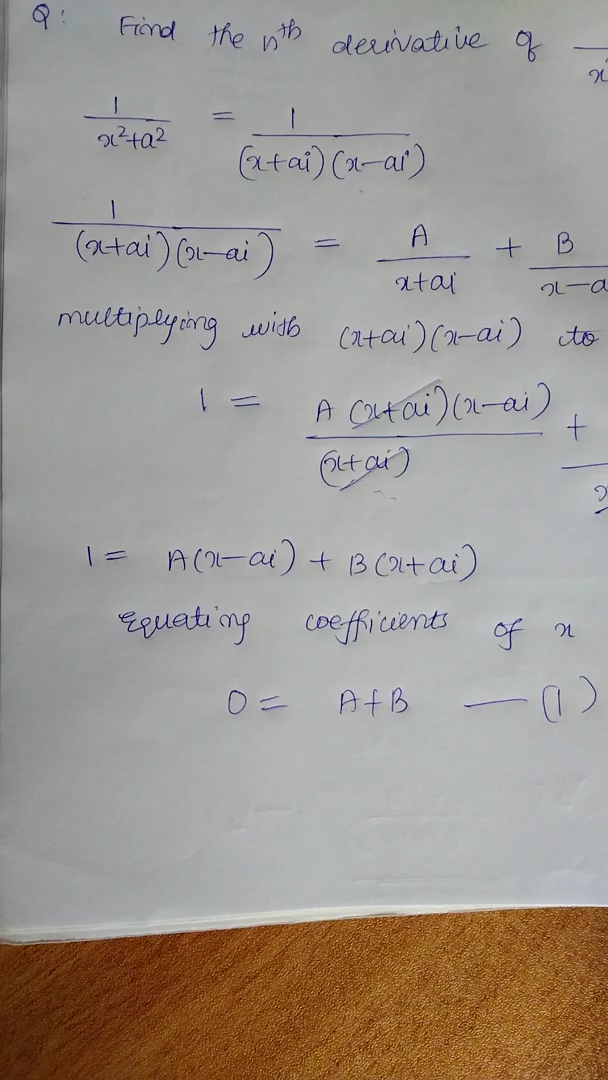 Q: Find the nth derivative of
1/(x²+a²) = 1/((x+ai)(x-ai))
1/((x+ai)(x-ai)) = A/(x+ai) + B/(x-a
multiplying with (x+ai)(x-ai) to
1 = A(x+ai)(x-ai)/(x+ai) +
1 = A(x-ai) + B(x+ai)
Equating coefficients of x
0 = A+B — (1)